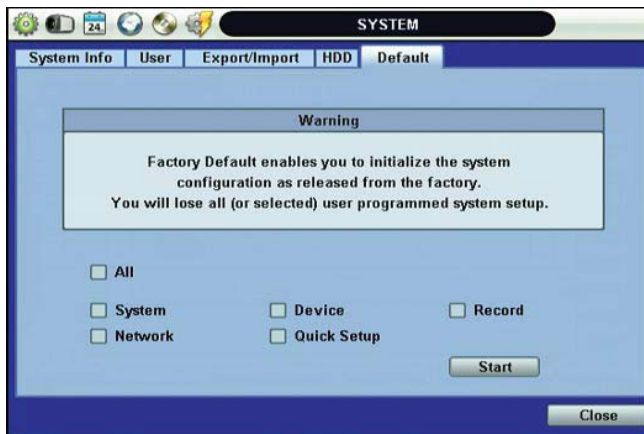 24
SYSTEM
System Info User Export/Import HDD Default
Warning
Factory Default enables you to initialize the system
configuration as released from the factory.
You will lose all (or selected) user programmed system setup.
All
System Device Record
Network Quick Setup
Start
Close